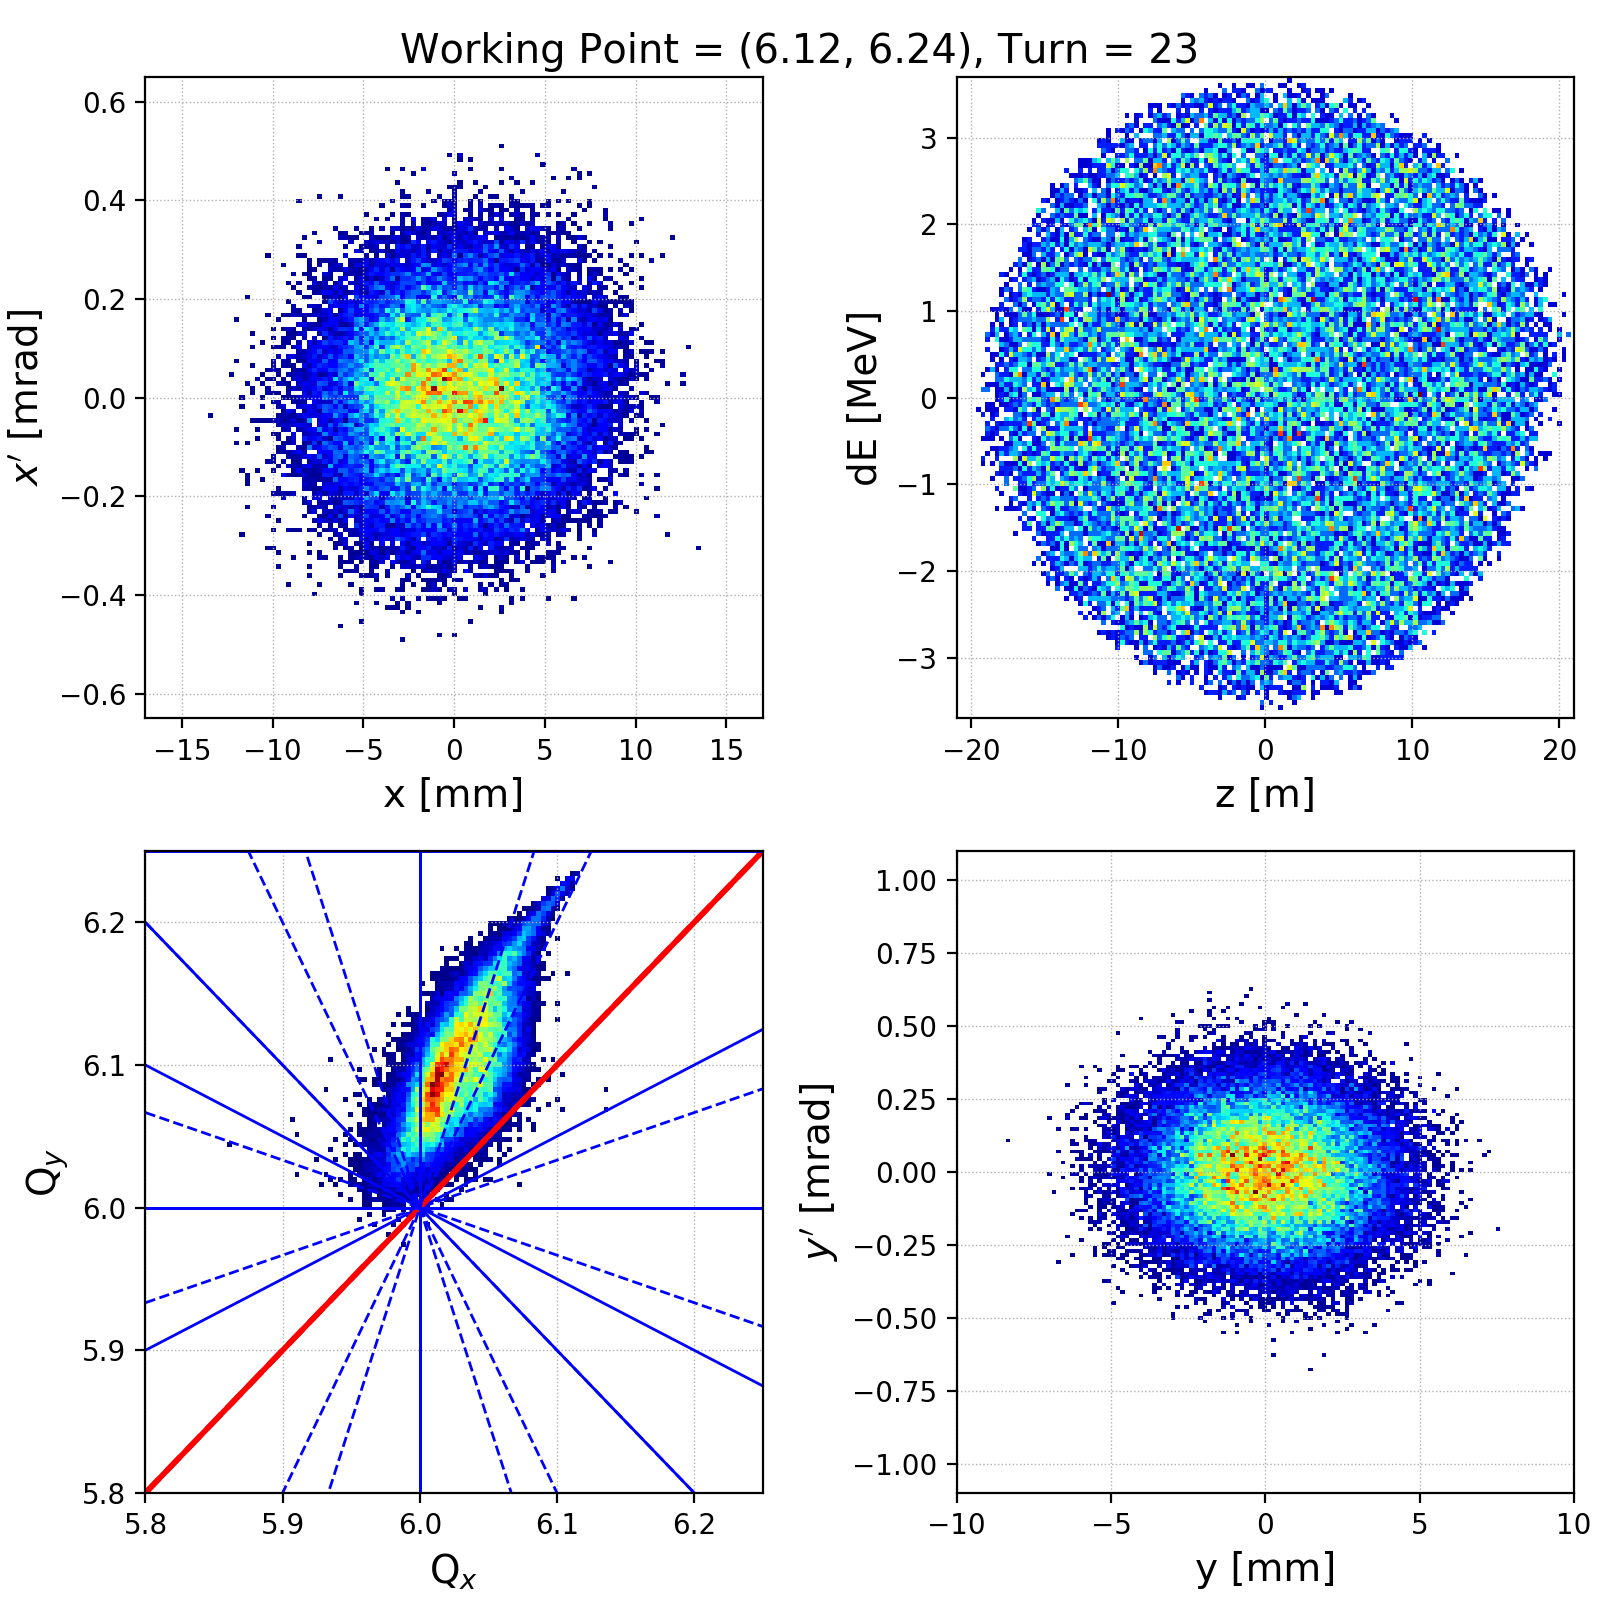 Working Point = (6.12, 6.24), Turn = 23
0.6
0.4
0.2
0.0
−0.2
−0.4
−0.6
x′ [mrad]
−15 −10 −5 0 5 10 15
x [mm]
3
2
1
0
−1
−2
−3
dE [MeV]
−20 −10 0 10 20
z [m]
6.2
6.1
6.0
5.9
5.8
Qy
5.8 5.9 6.0 6.1 6.2
Qx
1.00
0.75
0.50
0.25
0.00
−0.25
−0.50
−0.75
−1.00
y′ [mrad]
−10 −5 0 5 10
y [mm]